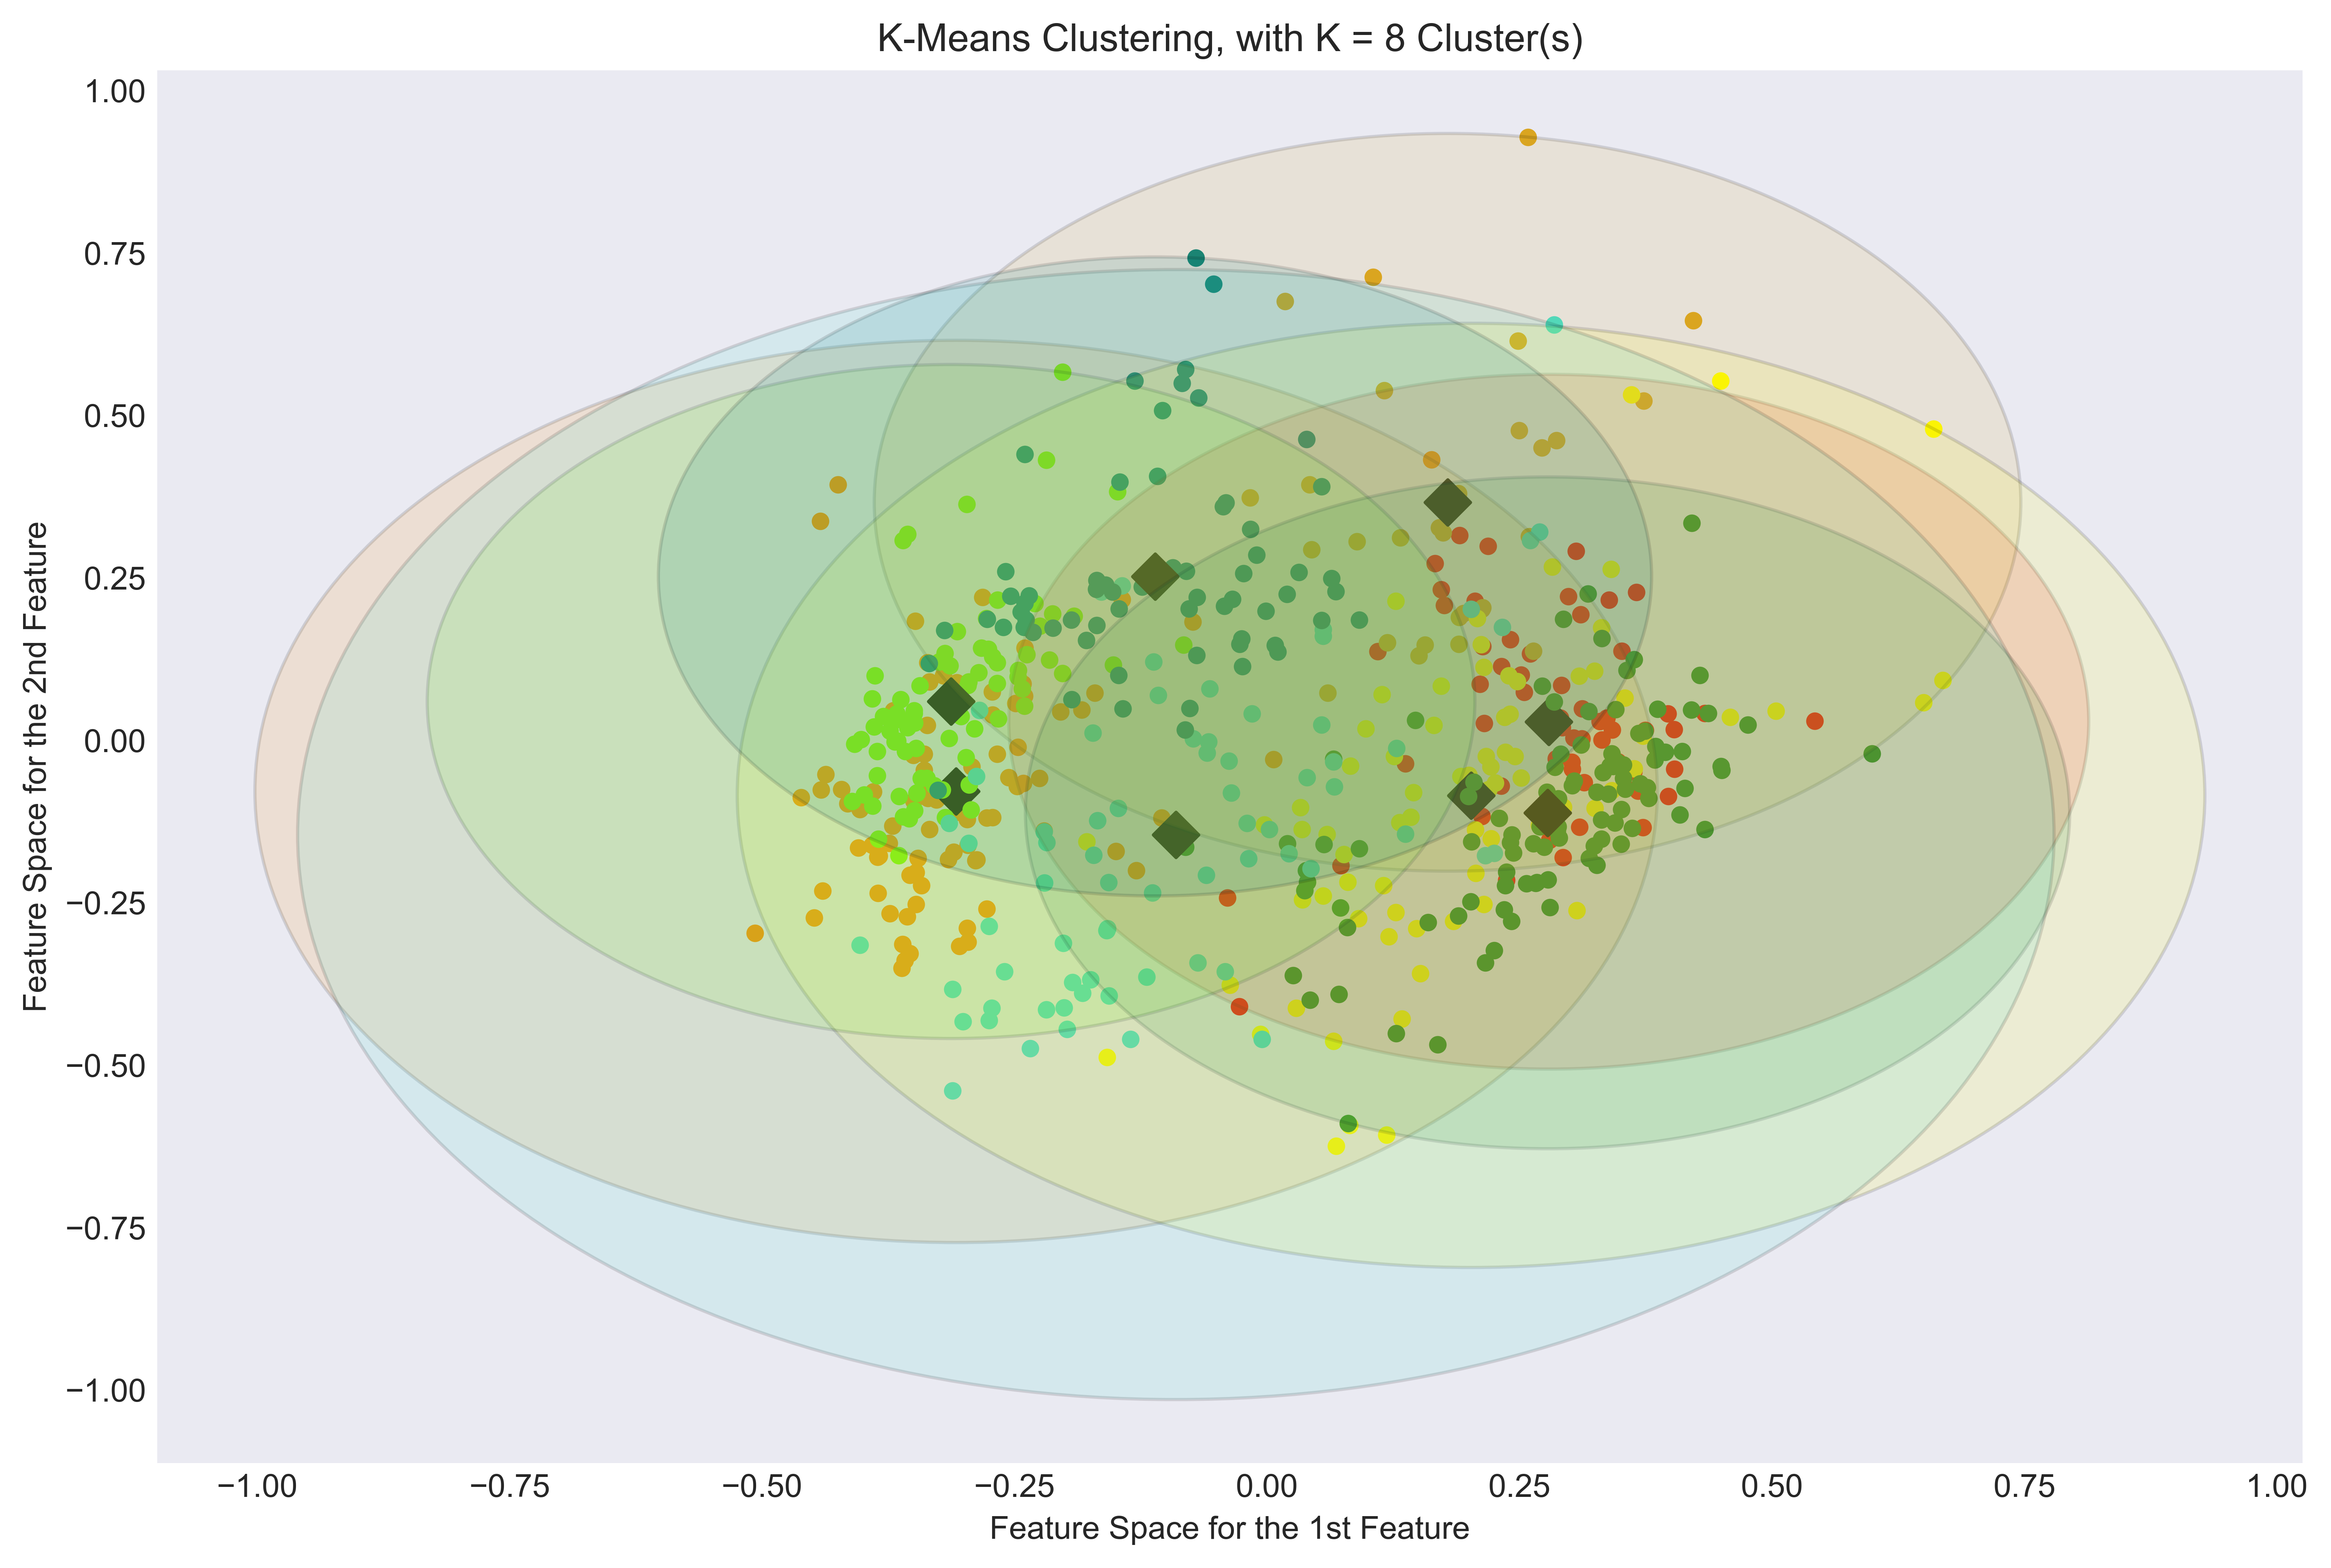 K-Means Clustering, with K = 8 Cluster(s)
1.00
0.75
0.50
0.25
0.00
−0.25
−0.50
−0.75
−1.00
Feature Space for the 2nd Feature
−1.00 −0.75 −0.50 −0.25 0.00 0.25 0.50 0.75 1.00
Feature Space for the 1st Feature